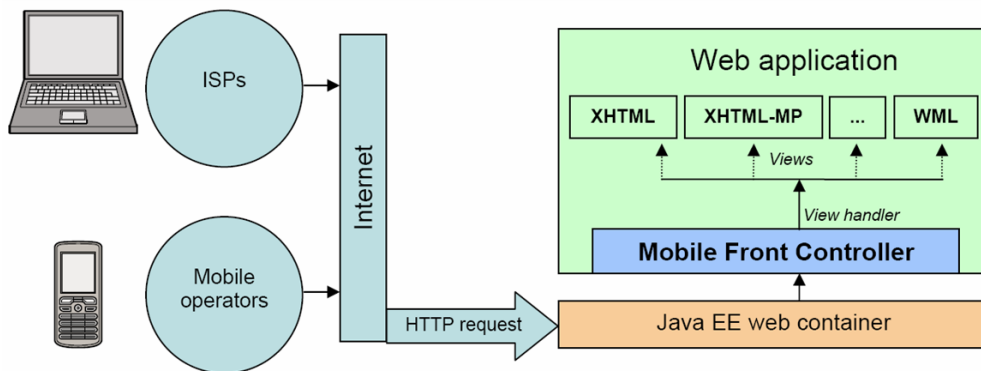 ISPs
Mobile
operators
Internet
HTTP request
Web application
XHTML
XHTML-MP
...
WML
Views
View handler
Mobile Front Controller
Java EE web container